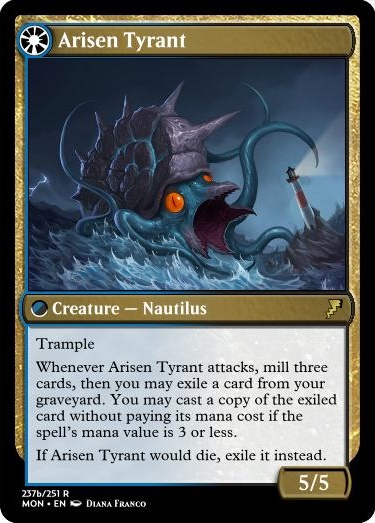 Arisen Tyrant
Creature — Nautilus
Trample
Whenever Arisen Tyrant attacks, mill three
cards, then you may exile a card from your
graveyard. You may cast a copy of the exiled
card without paying its mana cost if the
spell's mana value is 3 or less.
If Arisen Tyrant would die, exile it instead.
5/5
237b/251 R
MON • EN Diana Franco